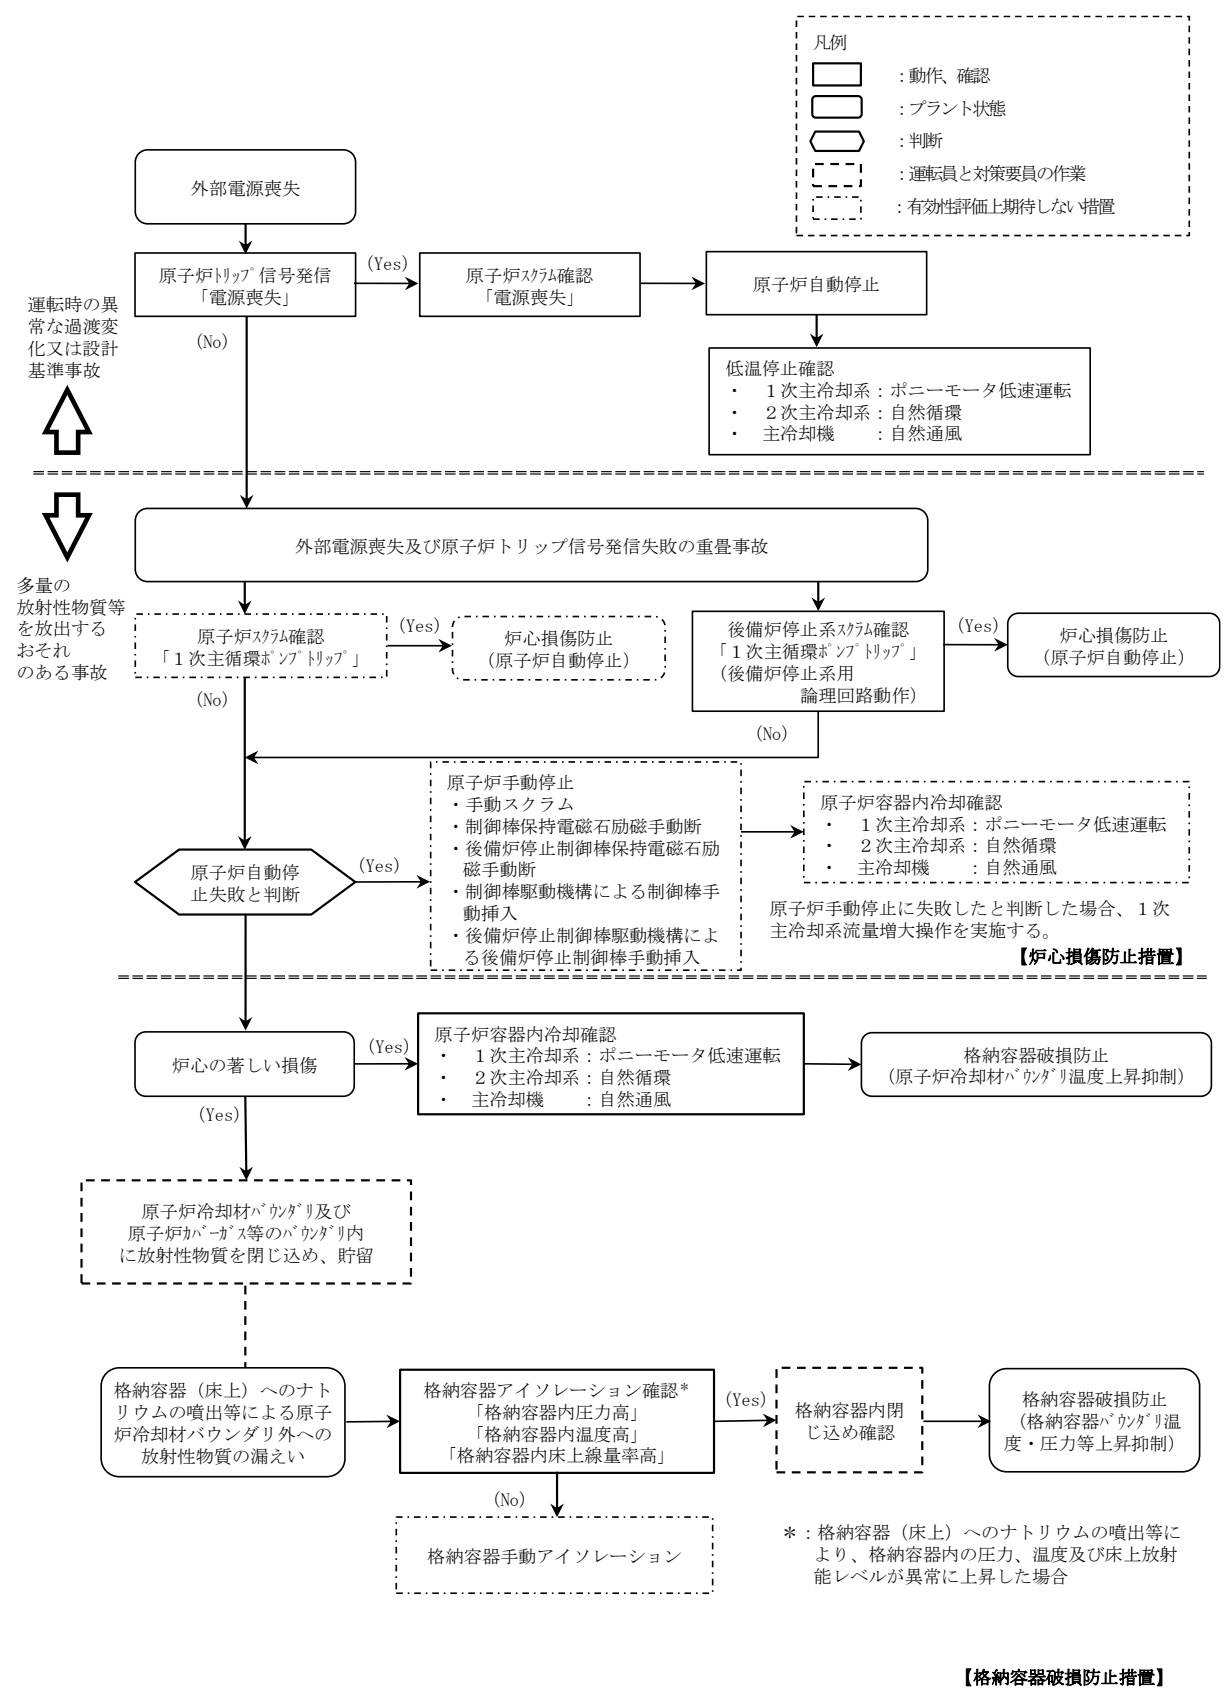 凡例
：動作、確認
：プラント状態
：判断
：運転員と対策要員の作業
：有効性評価上期待しない措置
外部電源喪失
原子炉ﾄﾘｯﾌﾟ信号発信
「電源喪失」
(Yes)
原子炉ｽｸﾗﾑ確認
「電源喪失」
原子炉自動停止
(No)
運転時の異
常な過渡変
化又は設計
基準事故
低温停止確認
・　１次主冷却系：ポニーモータ低速運転
・　２次主冷却系：自然循環
・　主冷却機　　：自然通風
外部電源喪失及び原子炉トリップ信号発信失敗の重畳事故
多量の
放射性物質等
を放出する
おそれ
のある事故
原子炉ｽｸﾗﾑ確認
「１次主循環ﾎﾟﾝﾌﾟﾄﾘｯﾌﾟ」
(Yes)
炉心損傷防止
（原子炉自動停止）
後備炉停止系ｽｸﾗﾑ確認
「１次主循環ﾎﾟﾝﾌﾟﾄﾘｯﾌﾟ」
（後備炉停止系用
論理回路動作）
(Yes)
炉心損傷防止
（原子炉自動停止）
(No)
(No)
原子炉自動停
止失敗と判断
(Yes)
原子炉手動停止
・手動スクラム
・制御棒保持電磁石励磁手動断
・後備炉停止制御棒保持電磁石励
磁手動断
・制御棒駆動機構による制御棒手
動挿入
・後備炉停止制御棒駆動機構によ
る後備炉停止制御棒手動挿入
原子炉容器内冷却確認
・　１次主冷却系：ポニーモータ低速運転
・　２次主冷却系：自然循環
・　主冷却機　　：自然通風
原子炉手動停止に失敗したと判断した場合、１次
主冷却系流量増大操作を実施する。
【炉心損傷防止措置】
炉心の著しい損傷
(Yes)
原子炉容器内冷却確認
・　１次主冷却系：ポニーモータ低速運転
・　２次主冷却系：自然循環
・　主冷却機　　：自然通風
格納容器破損防止
（原子炉冷却材ﾊﾞｳﾝﾀﾞﾘ温度上昇抑制）
(Yes)
原子炉冷却材ﾊﾞｳﾝﾀﾞﾘ及び
原子炉ｶﾊﾞｰｶﾞｽ等のﾊﾞｳﾝﾀﾞﾘ内
に放射性物質を閉じ込め、貯留
格納容器（床上）へのナト
リウムの噴出等による原子
炉冷却材バウンダリ外への
放射性物質の漏えい
格納容器アイソレーション確認*
「格納容器内圧力高」
「格納容器内温度高」
「格納容器内床上線量率高」
(Yes)
格納容器内閉
じ込め確認
格納容器破損防止
（格納容器ﾊﾞｳﾝﾀﾞﾘ温
度・圧力等上昇抑制）
(No)
格納容器手動アイソレーション
＊：格納容器（床上）へのナトリウムの噴出等に
より、格納容器内の圧力、温度及び床上放射
能レベルが異常に上昇した場合
【格納容器破損防止措置】